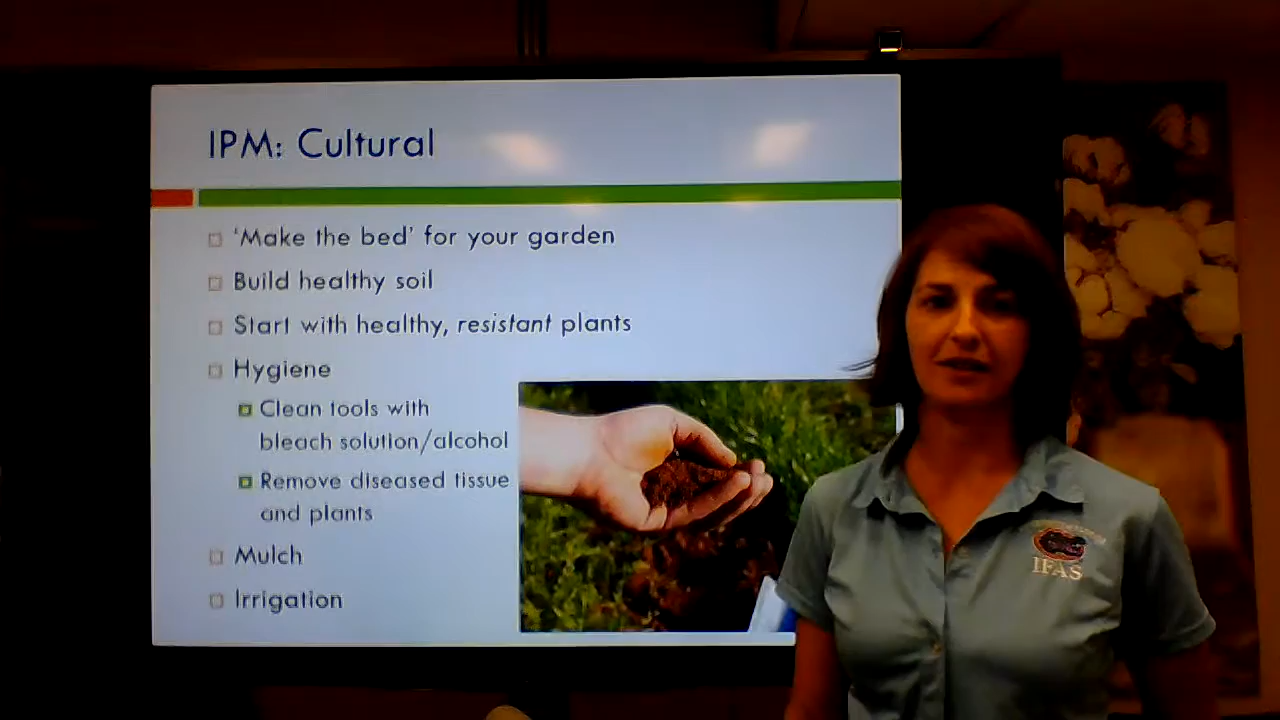 IPM: Cultural
'Make the bed' for your garden
Build healthy soil
Start with healthy, resistant plants
Hygiene
Clean tools with
bleach solution/alcohol
Remove diseased tissue
and plants
Mulch
Irrigation
IFAS